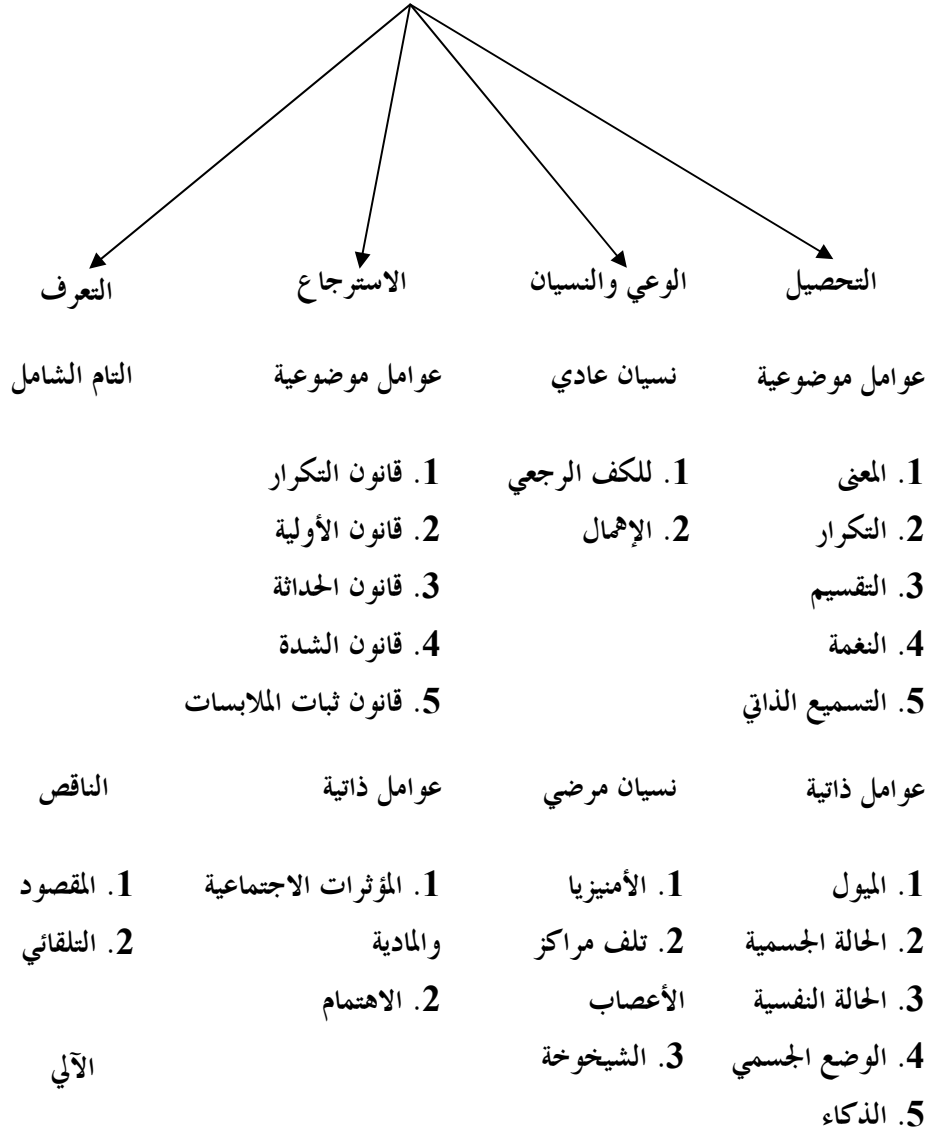 التحصيل
عوامل موضوعية
1. المعنى
2. التكرار
3. التقسيم
4. النغمة
5. التسميع الذاتي
عوامل ذاتية
1. الميول
2. الحالة الجسمية
3. الحالة النفسية
4. الوضع الجسمي
5. الذكاء
الوعي والنسيان
نسيان عادي
1. للكف الرجعي
2. الإهمال
نسيان مرضي
1. الأمنيزيا
2. تلف مراكز
الأعصاب
3. الشيخوخة
الاسترجاع
عوامل موضوعية
1. قانون التكرار
2. قانون الأولية
3. قانون الحداثة
4. قانون الشدة
5. قانون ثبات الملابسات
عوامل ذاتية
1. المؤثرات الاجتماعية
والمادية
2. الاهتمام
التعرف
التام الشامل
الناقص
1. المقصود
2. التلقائي
الآلي